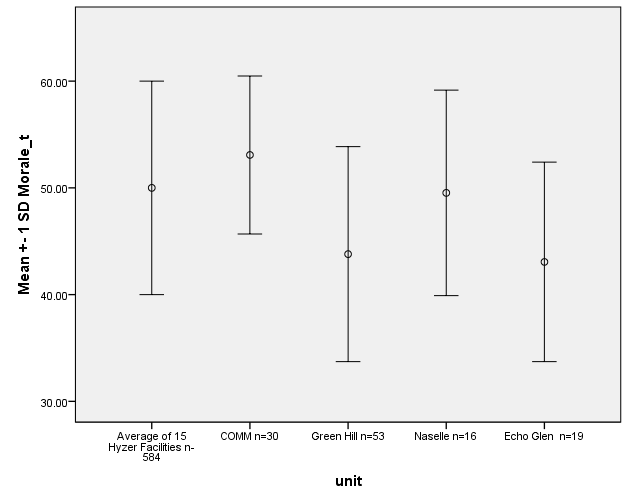 Mean +- 1 SD Morale_t
60.00
50.00
40.00
30.00
Average of 15
Hyzer Facilities n-
584
COMM n=30
Green Hill n=53
Naselle n=16
Echo Glen  n=19
unit